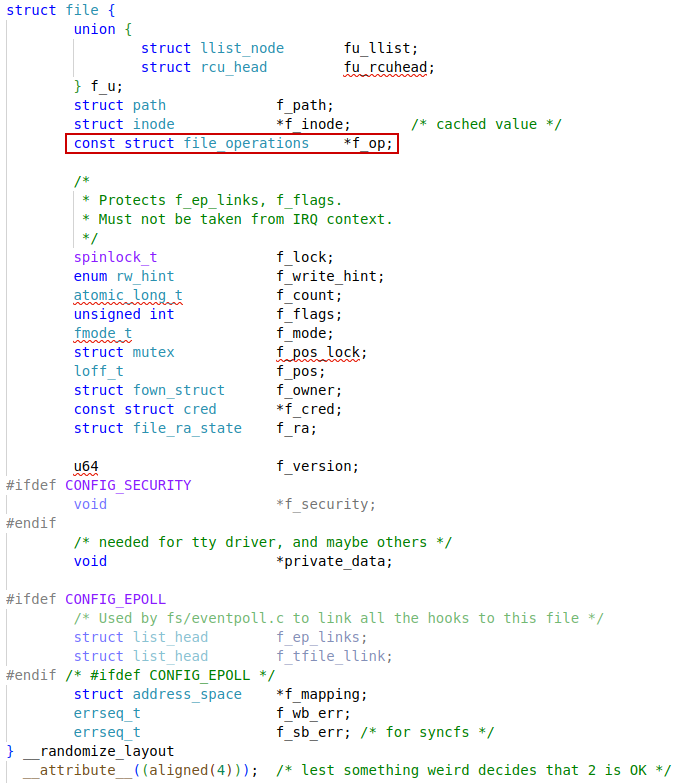 struct file {
union {
struct llist_node fu_llist;
struct rcu_head fu_rcuhead;
} f_u;
struct path f_path;
struct inode *f_inode; /* cached value */
const struct file_operations *f_op;
/*
* Protects f_ep_links, f_flags.
* Must not be taken from IRQ context.
*/
spinlock_t f_lock;
enum rw_hint f_write_hint;
atomic_long_t f_count;
unsigned int f_flags;
fmode_t f_mode;
struct mutex f_pos_lock;
loff_t f_pos;
struct fown_struct f_owner;
const struct cred *f_cred;
struct file_ra_state f_ra;
u64 f_version;
#ifdef CONFIG_SECURITY
void *f_security;
#endif
/* needed for tty driver, and maybe others */
void *private_data;
#ifdef CONFIG_EPOLL
/* Used by fs/eventpoll.c to link all the hooks to this file */
struct list_head f_ep_links;
struct list_head f_tfile_llink;
#endif /* #ifdef CONFIG_EPOLL */
struct address_space *f_mapping;
errseq_t f_wb_err;
errseq_t f_sb_err; /* for syncfs */
} __randomize_layout
__attribute__((aligned(4))); /* lest something weird decides that 2 is OK */